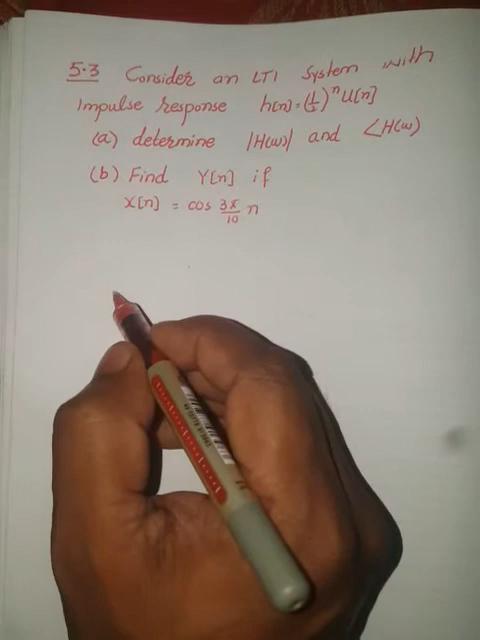 5.3 Consider an LTI System with
Impulse response h[n]=(½)ⁿ U[n]
(a) determine |H(ω)| and ∠H(ω)
(b) Find Y[n] if
X[n] = cos 3π/10 n